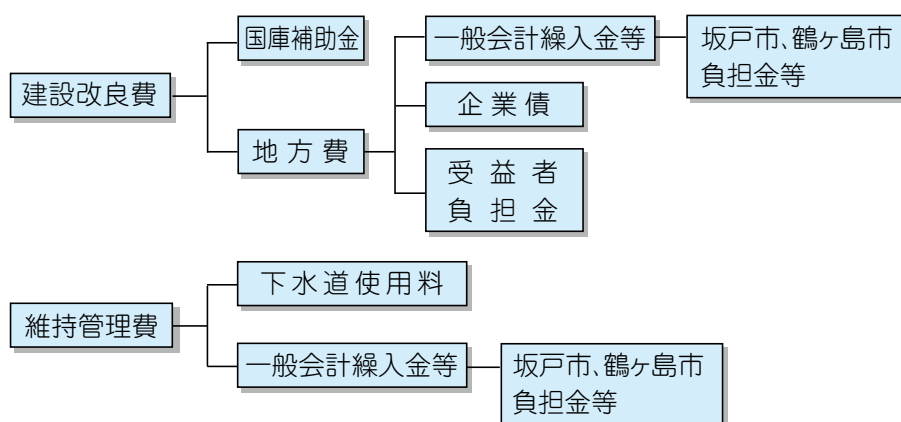 建設改良費
国庫補助金
地方費
一般会計繰入金等
坂戸市、鶴ヶ島市
負担金等
企業債
受益者
負担金
維持管理費
下水道使用料
一般会計繰入金等
坂戸市、鶴ヶ島市
負担金等